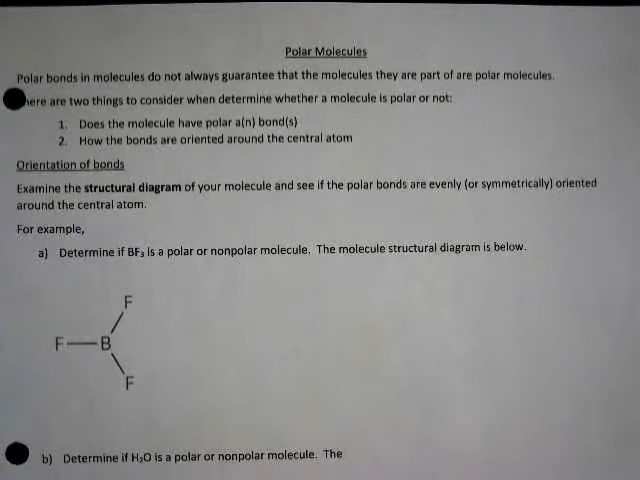 Polar Molecules
Polar bonds in molecules do not always guarantee that the molecules they are part of are polar molecules.
here are two things to consider when determine whether a molecule is polar or not:
1. Does the molecule have polar a(n) bond(s)
2. How the bonds are oriented around the central atom
Orientation of bonds
Examine the structural diagram of your molecule and see if the polar bonds are evenly (or symmetrically) oriented
around the central atom.
For example,
a) Determine if BF₃ is a polar or nonpolar molecule. The molecule structural diagram is below.
F
F—B
F
b) Determine if H₂O is a polar or nonpolar molecule. The